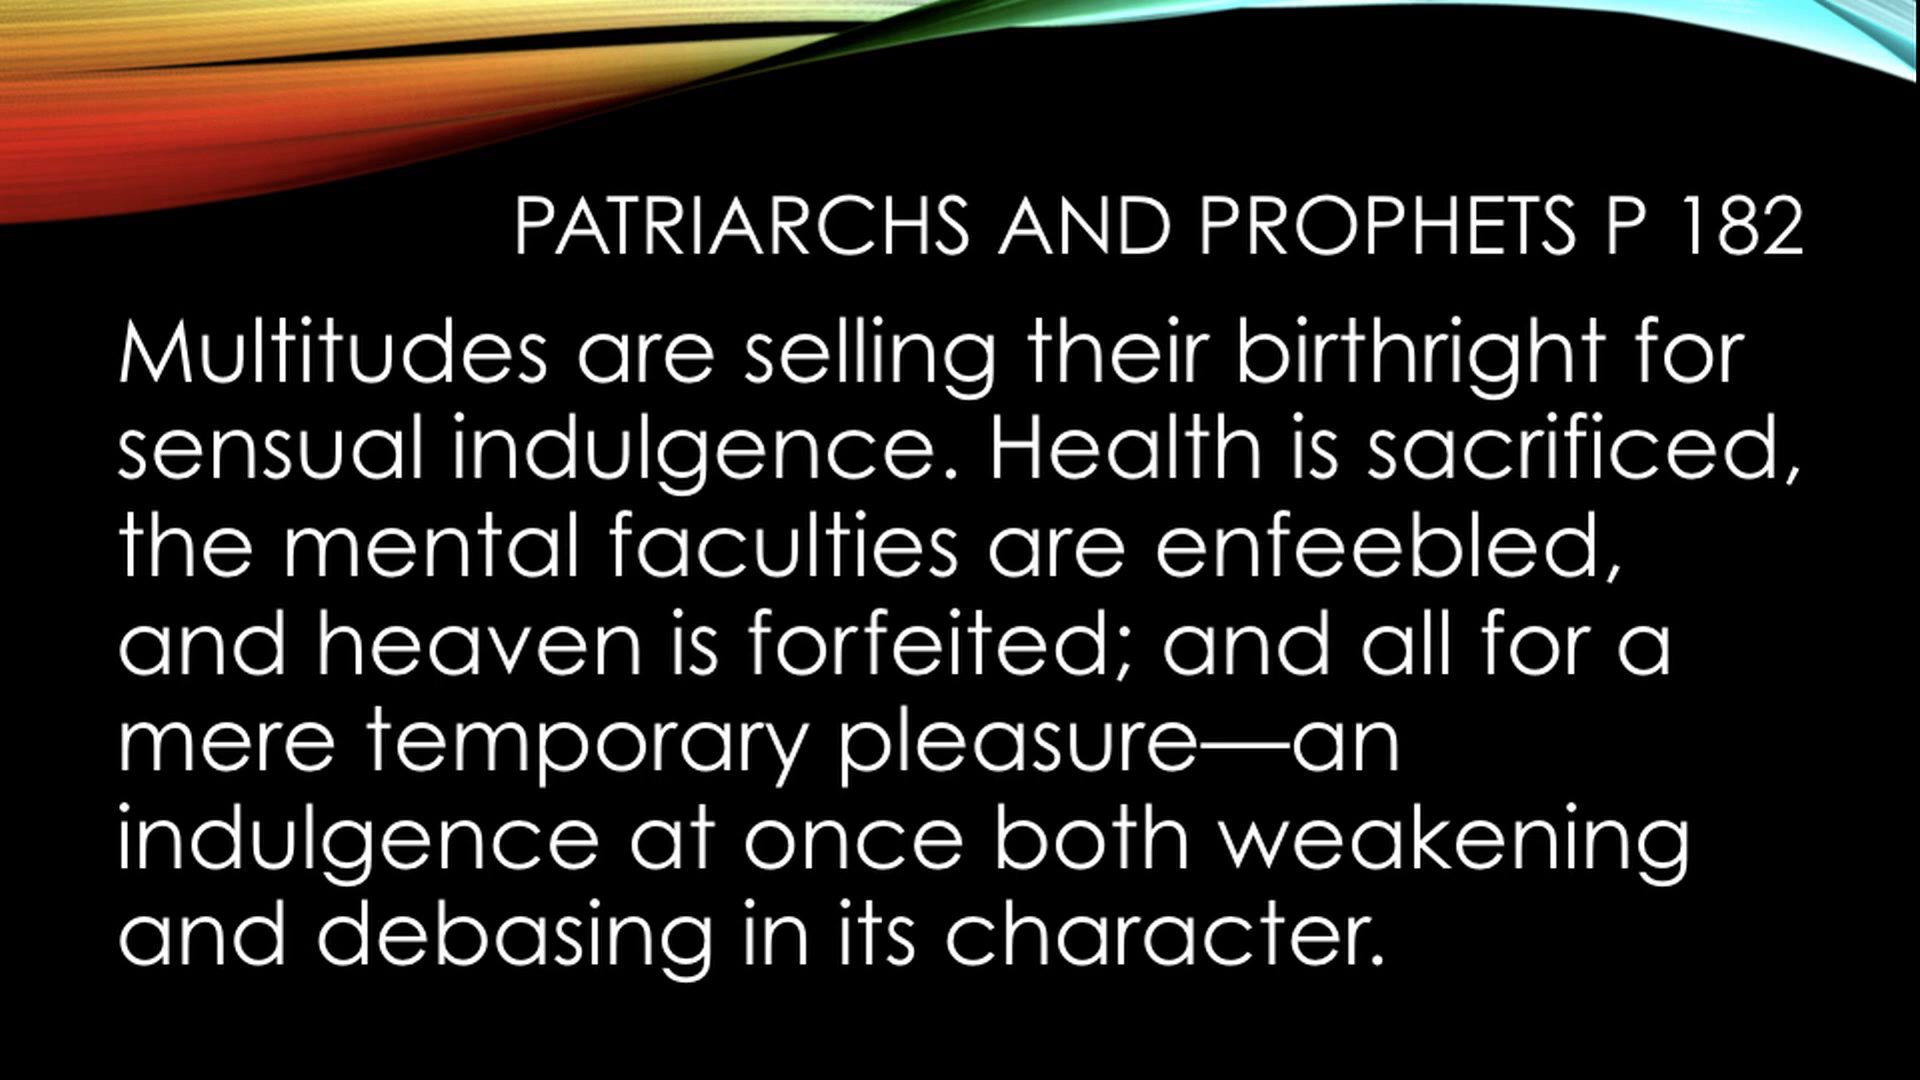 PATRIARCHS AND PROPHETS P 182
Multitudes are selling their birthright for
sensual indulgence. Health is sacrificed,
the mental faculties are enfeebled,
and heaven is forfeited; and all for a
mere temporary pleasure—an
indulgence at once both weakening
and debasing in its character.